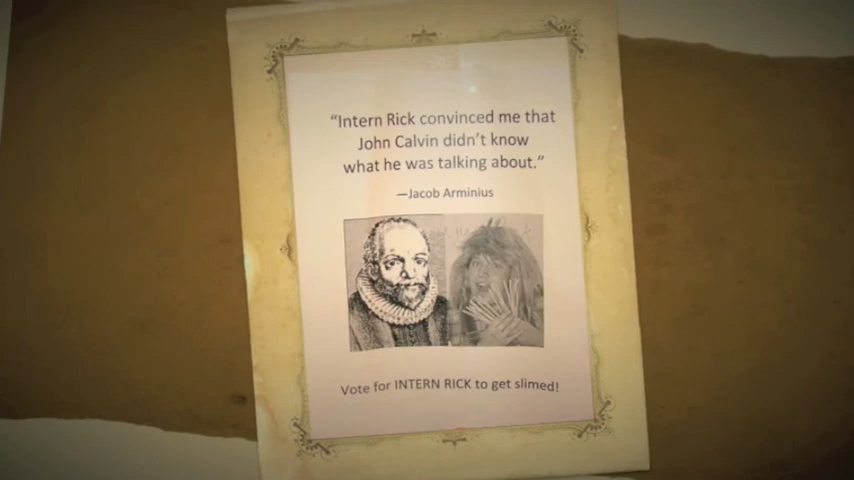 “Intern Rick convinced me that
John Calvin didn’t know
what he was talking about.”
—Jacob Arminius
Vote for INTERN RICK to get slimed!